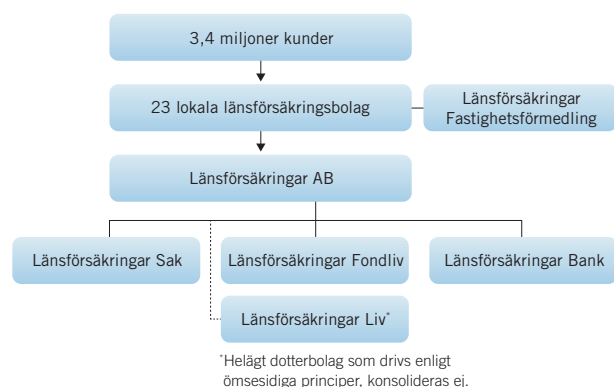 3,4 miljoner kunder
23 lokala länsförsäkringsbolag
Länsförsäkringar
Fastighetsförmedling
Länsförsäkringar AB
Länsförsäkringar Sak
Länsförsäkringar Fondliv
Länsförsäkringar Bank
Länsförsäkringar Liv*
*Helägt dotterbolag som drivs enligt
ömsesidiga principer, konsolideras ej.